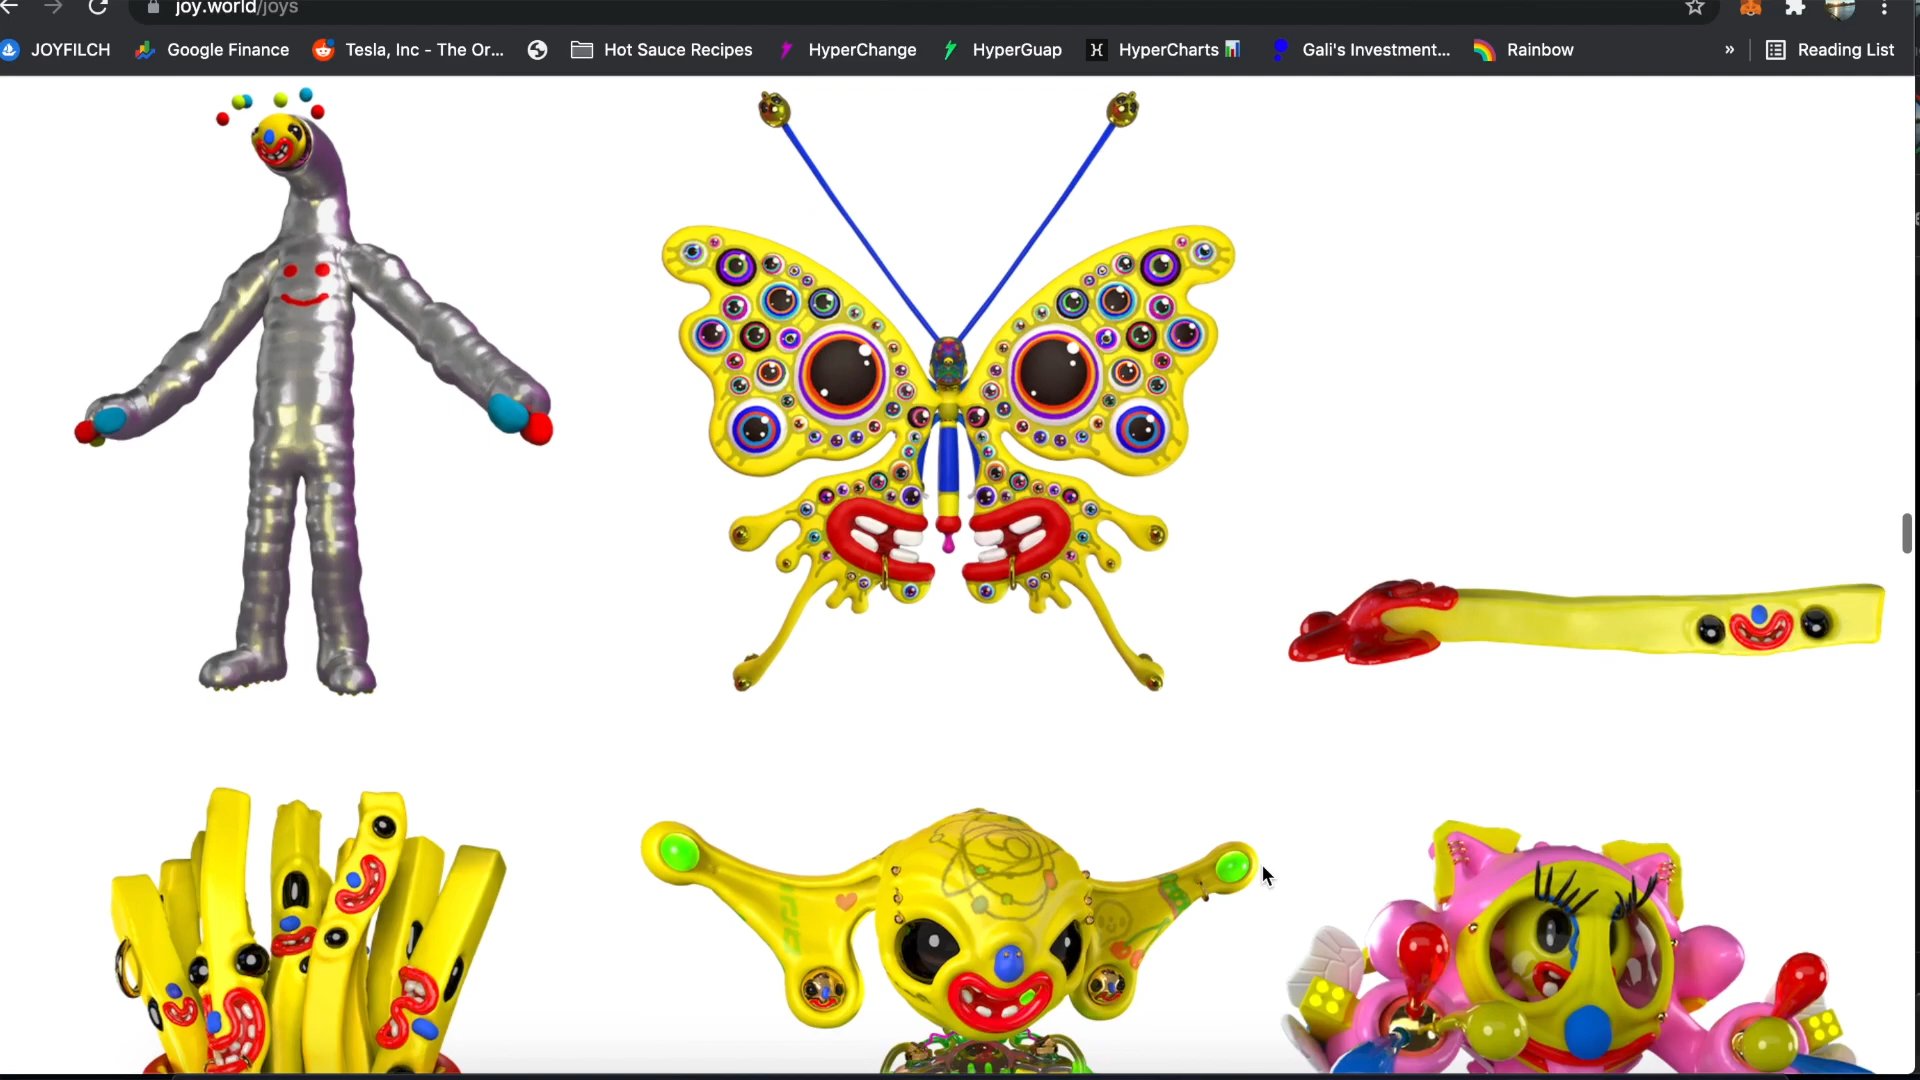 joy.world/joys
JOYFILCH Google Finance Tesla, Inc - The Or... Hot Sauce Recipes HyperChange HyperGuap HyperCharts Gali's Investment... Rainbow » Reading List